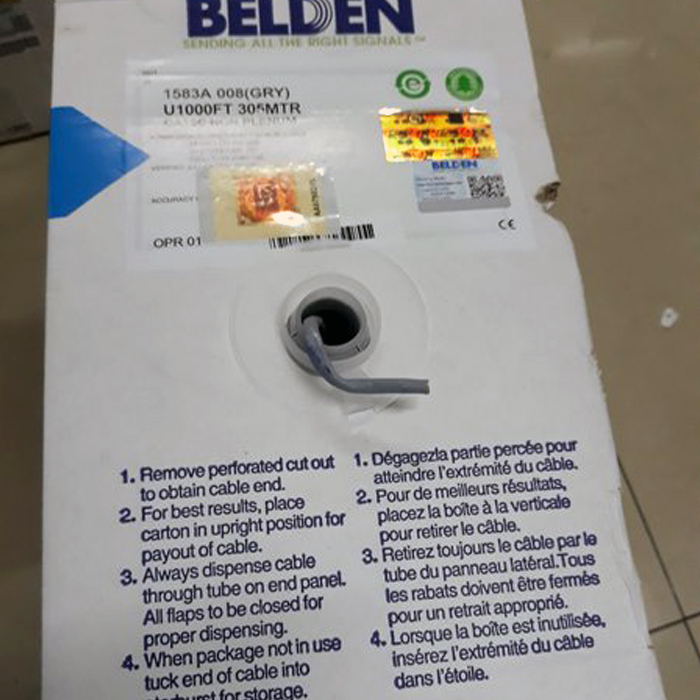 BELDEN
SENDING ALL THE RIGHT SIGNALS
1583A 008(GRY)
U1000FT 305MTR
NON PLENUM
BELDEN
ACCURACY
OPR 01
CE
1. Remove perforated cut out
to obtain cable end.
2. For best results, place
carton in upright position for
payout of cable.
3. Always dispense cable
through tube on end panel.
All flaps to be closed for
proper dispensing.
4. When package not in use
tuck end of cable into
for storage.
1. Dégagezla partie percée pour
atteindre l'extrémité du câble.
2. Pour de meilleurs résultats,
placez la boîte à la verticale
pour retirer le câble.
3. Retirez toujours le câble par le
tube du panneau latéral.Tous
les rabats doivent être fermés
pour un retrait approprié.
4. Lorsque la boîte est inutilisée,
insérez l'extrémité du câble
dans l'étoile.